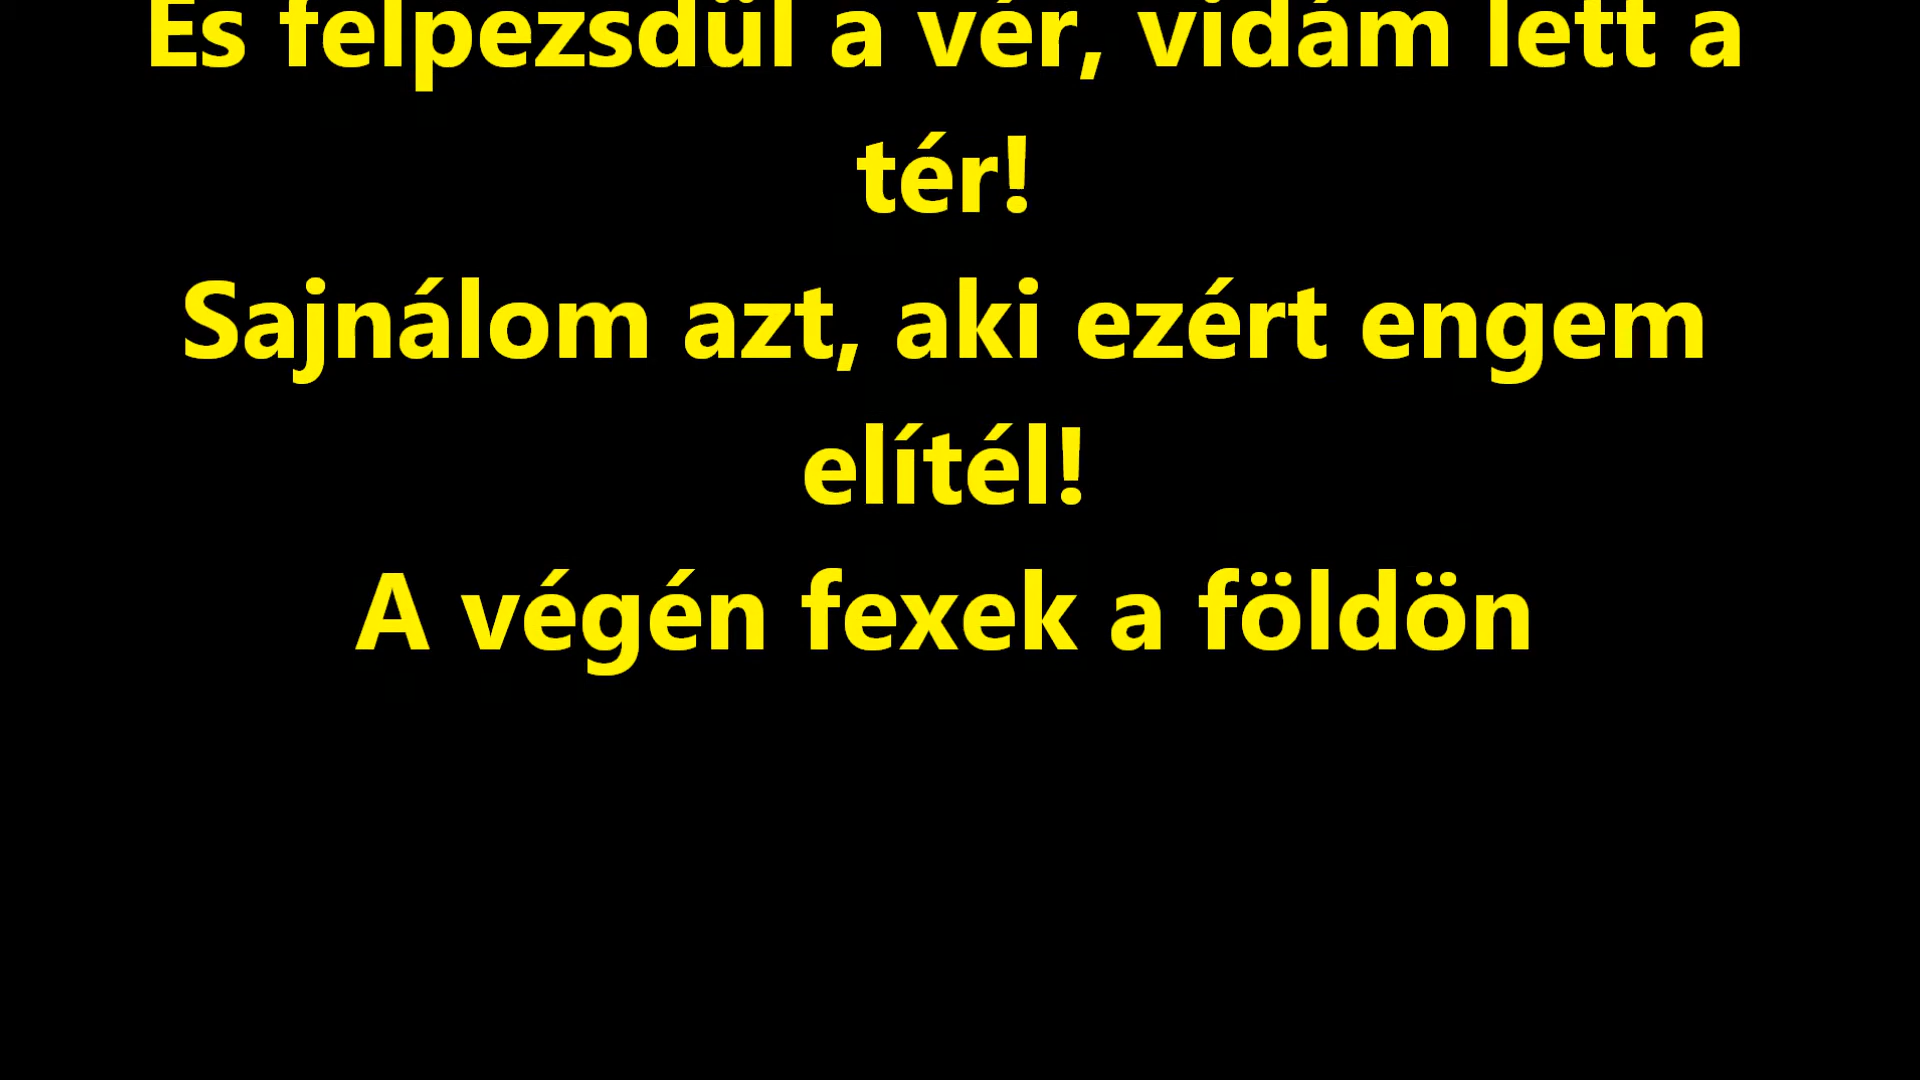 És felpezsdül a vér, vidám lett a
tér!
Sajnálom azt, aki ezért engem
elítél!
A végén fexek a földön